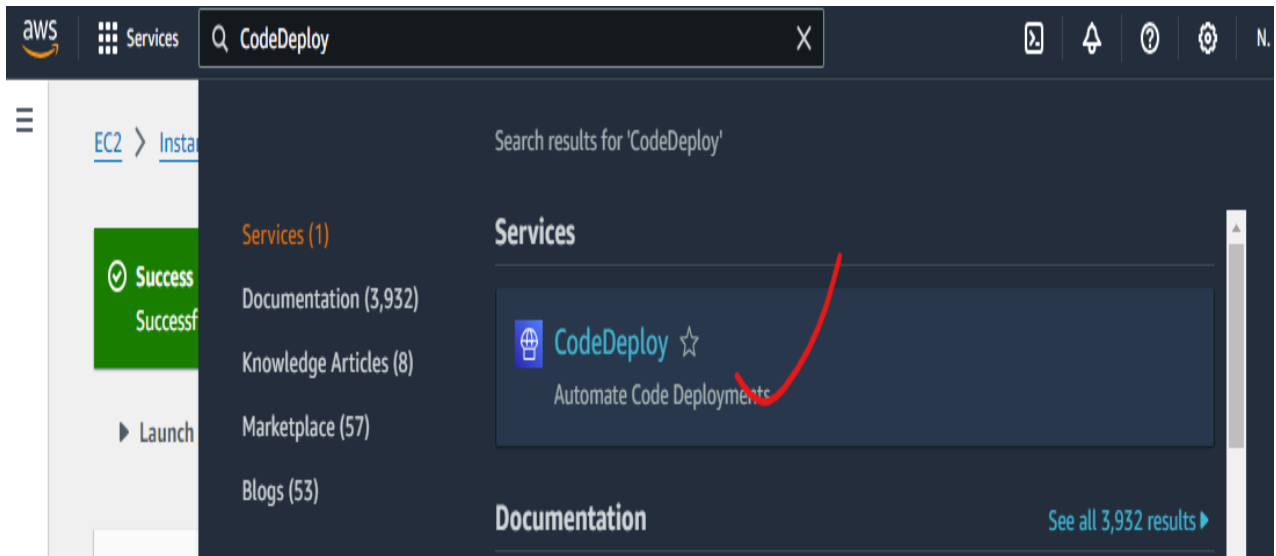 aws Services CodeDeploy N.
EC2 Instal
Search results for 'CodeDeploy'
Services (1)
Documentation (3,932)
Knowledge Articles (8)
Marketplace (57)
Blogs (53)
Success
Successf
Launch
Services
CodeDeploy
Automate Code Deployments
Documentation
See all 3,932 results